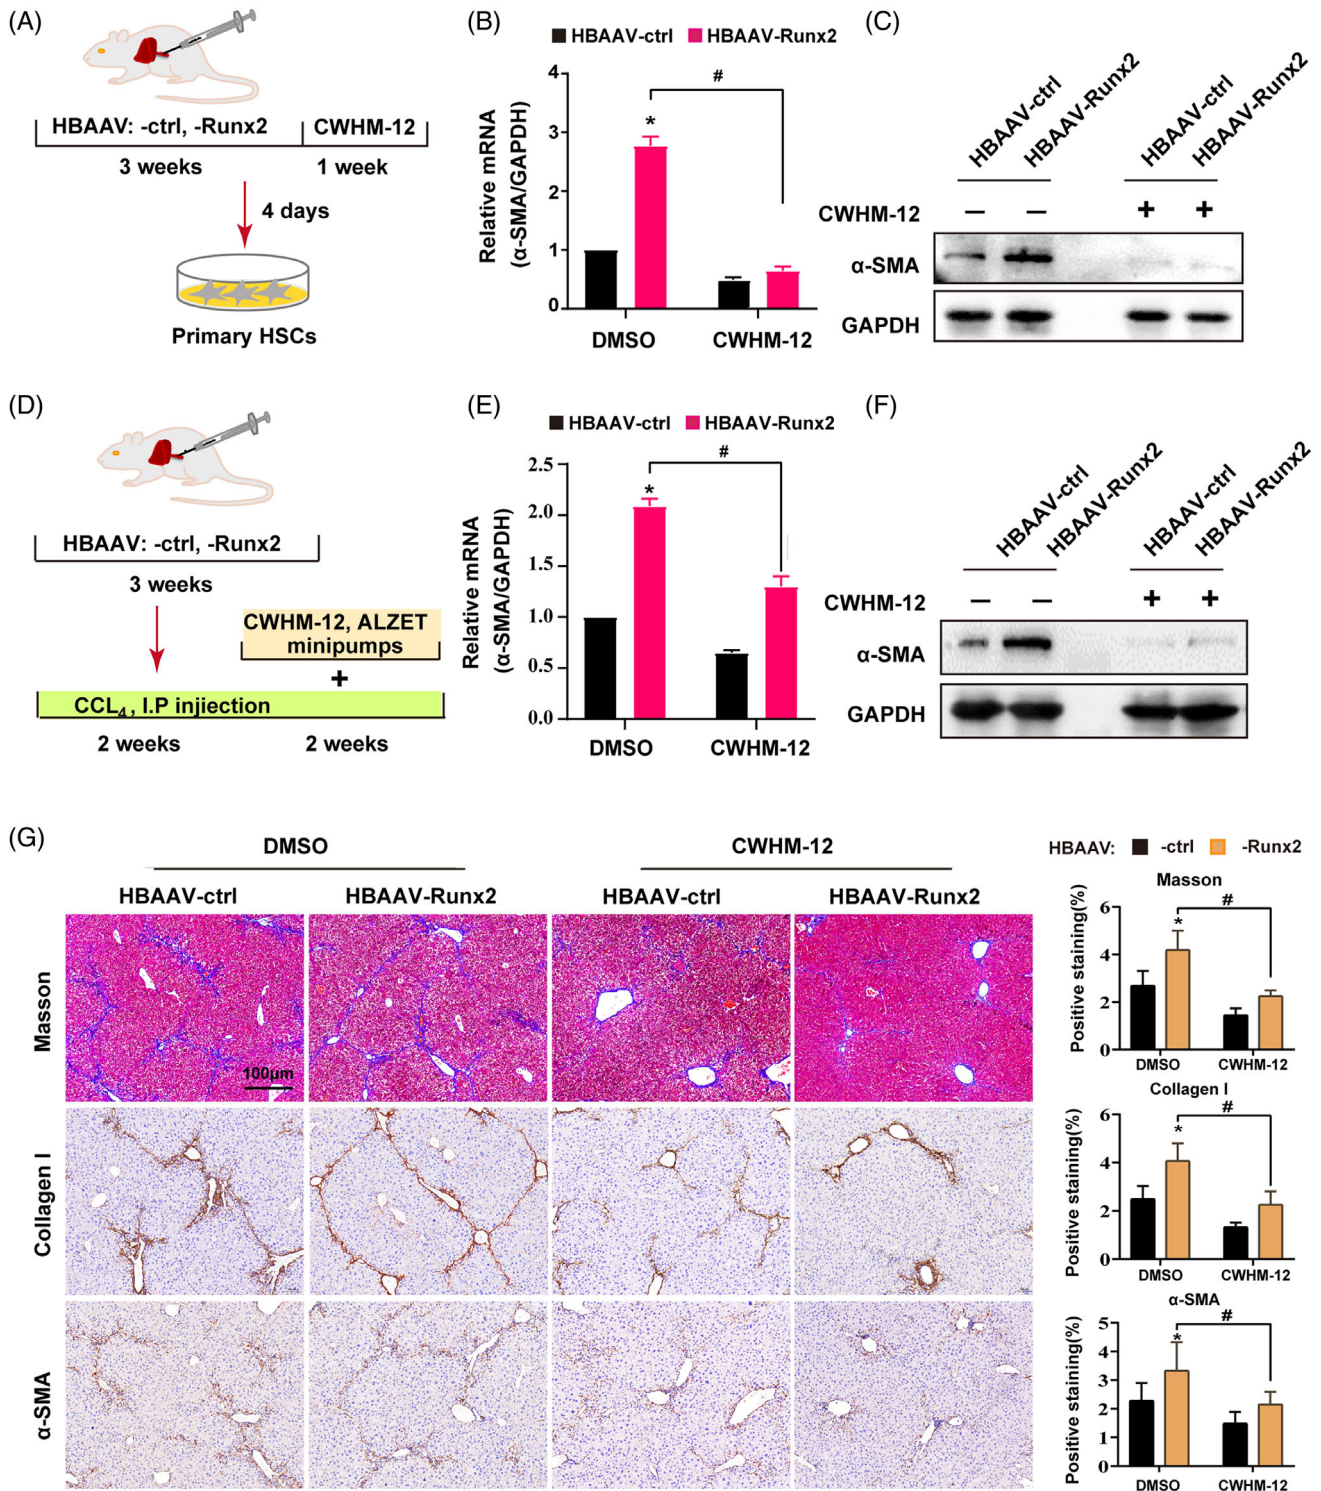 (A)
HBAAV: -ctrl, -Runx2
CWHM-12
3 weeks
1 week
4 days
Primary HSCs
(B)
HBAAV-ctrl HBAAV-Runx2
Relative mRNA
(α-SMA/GAPDH)
4
3
2
1
0
*
#
DMSO
CWHM-12
(C)
HBAAV-ctrl
HBAAV-Runx2
HBAAV-ctrl
HBAAV-Runx2
CWHM-12 − − + +
α-SMA
GAPDH
(D)
HBAAV: -ctrl, -Runx2
3 weeks
CWHM-12, ALZET
minipumps
+
CCL4, I.P injiection
2 weeks
2 weeks
(E)
HBAAV-ctrl HBAAV-Runx2
Relative mRNA
(α-SMA/GAPDH)
2.5
2.0
1.5
1.0
0.5
0.0
*
#
DMSO
CWHM-12
(F)
HBAAV-ctrl
HBAAV-Runx2
HBAAV-ctrl
HBAAV-Runx2
CWHM-12 − − + +
α-SMA
GAPDH
(G)
DMSO
CWHM-12
HBAAV-ctrl
HBAAV-Runx2
HBAAV-ctrl
HBAAV-Runx2
Masson
100μm
Collagen I
α-SMA
HBAAV: -ctrl -Runx2
Masson
Positive staining(%)
6
4
2
0
*
#
DMSO
CWHM-12
Collagen I
Positive staining(%)
6
4
2
0
*
#
DMSO
CWHM-12
α-SMA
Positive staining(%)
5
4
3
2
1
0
*
#
DMSO
CWHM-12